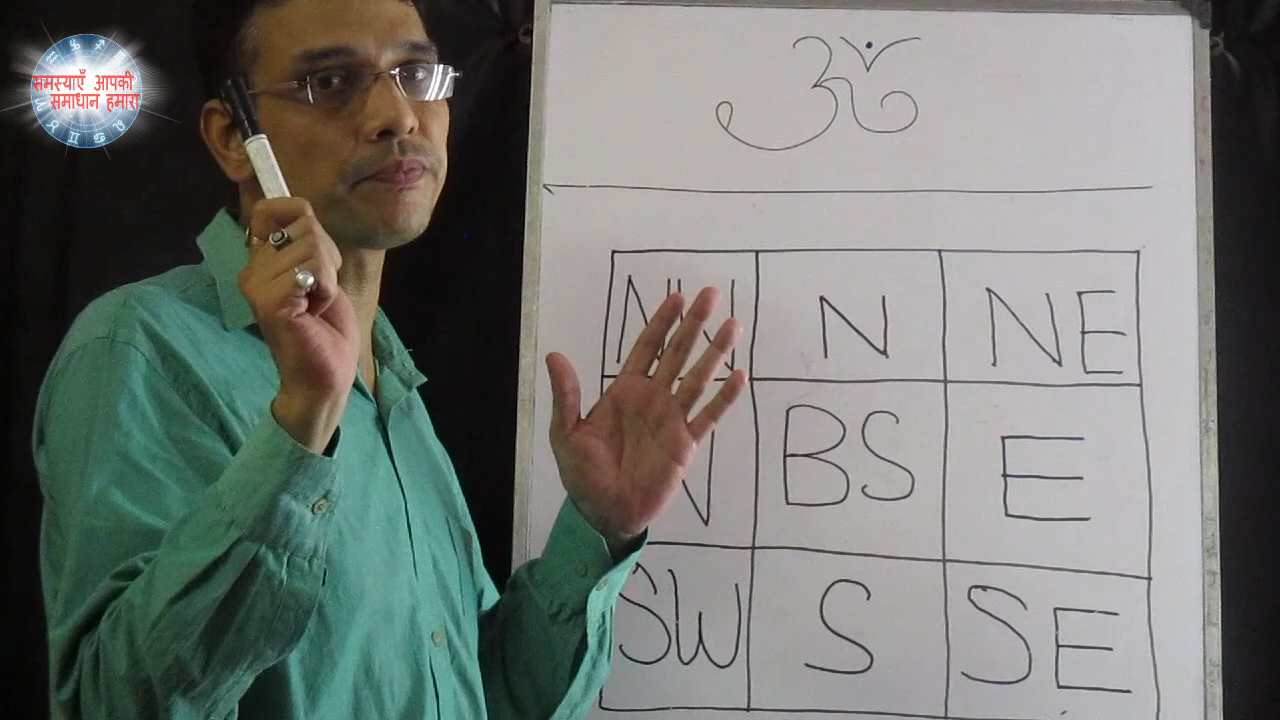 समस्याएँ आपकी
समाधान हमारा
ॐ
NW N NE
BS E
SW S SE